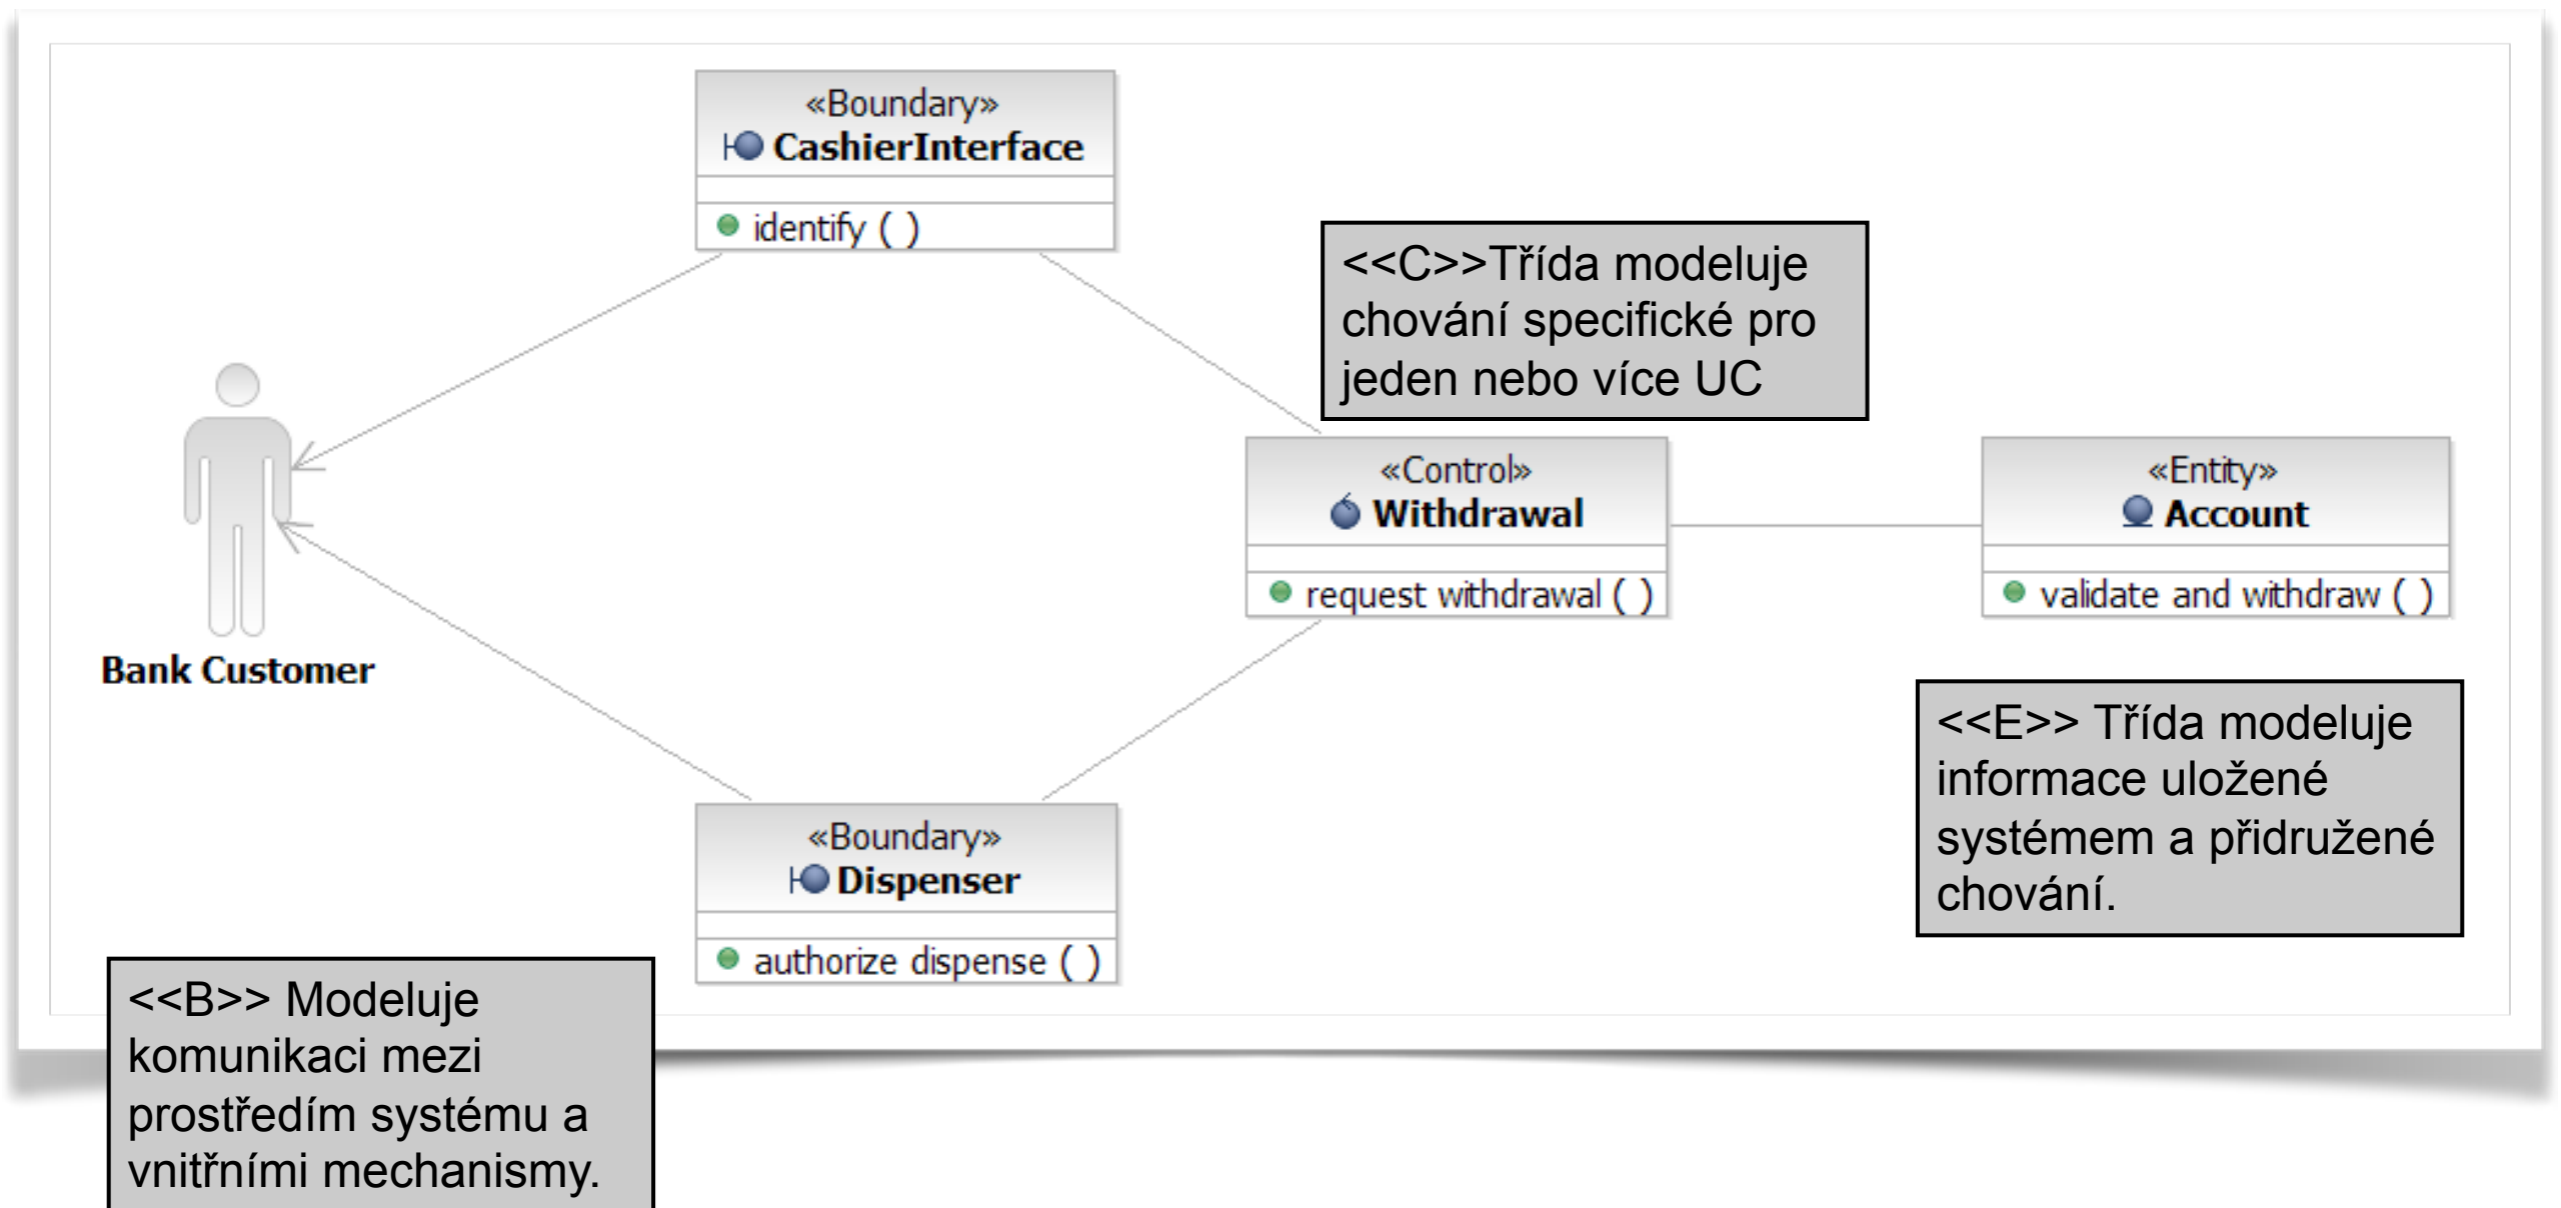 «Boundary»
CashierInterface
identify ( )
<<C>>Třída modeluje
chování specifické pro
jeden nebo více UC
«Control»
Withdrawal
request withdrawal ( )
«Entity»
Account
validate and withdraw ( )
Bank Customer
<<E>> Třída modeluje
informace uložené
systémem a přidružené
chování.
«Boundary»
Dispenser
authorize dispense ( )
<<B>> Modeluje
komunikaci mezi
prostředím systému a
vnitřními mechanismy.